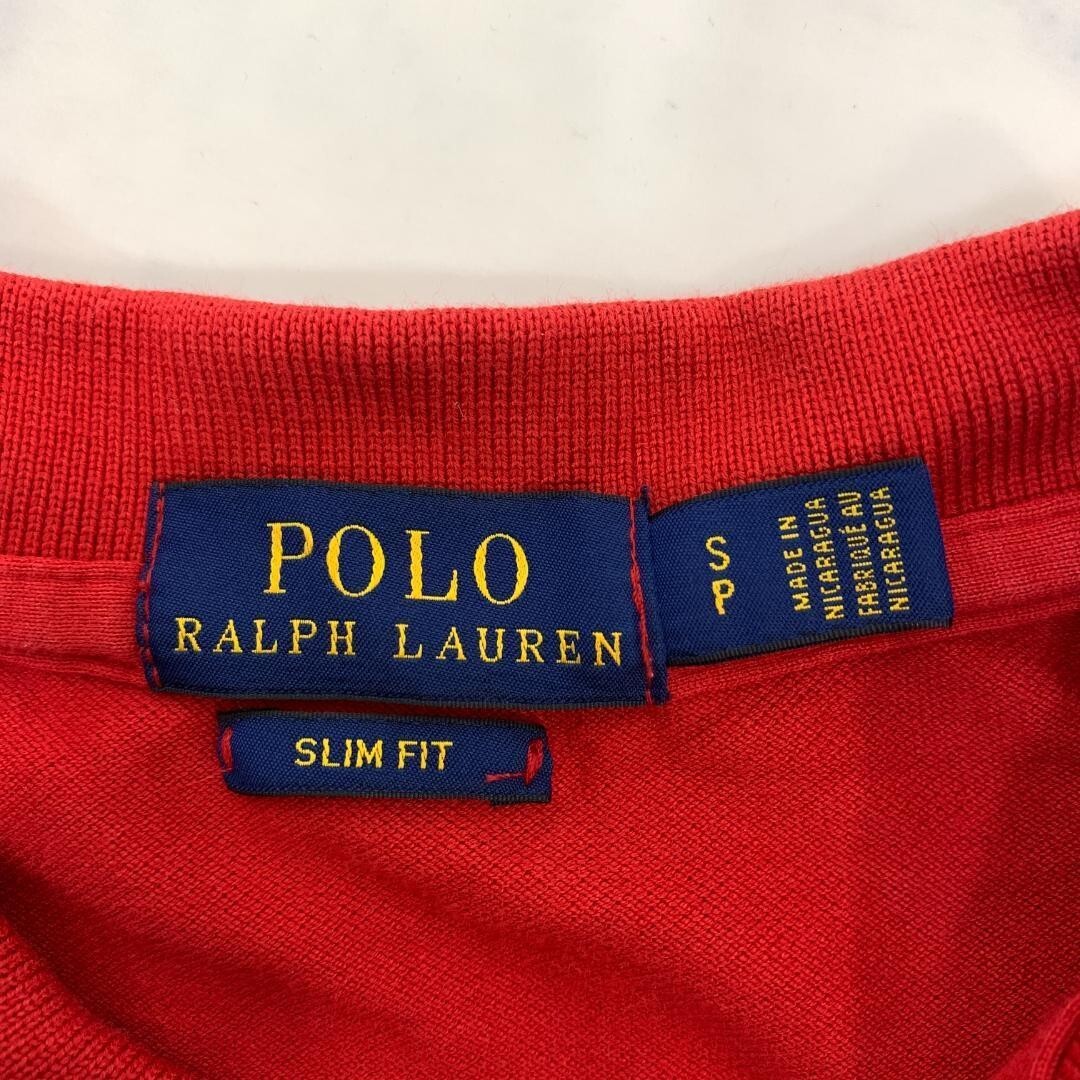 POLO
RALPH LAUREN
SLIM FIT
S
P
MADE IN
NICARAGUA
FABRIQUÉ AU
NICARAGUA